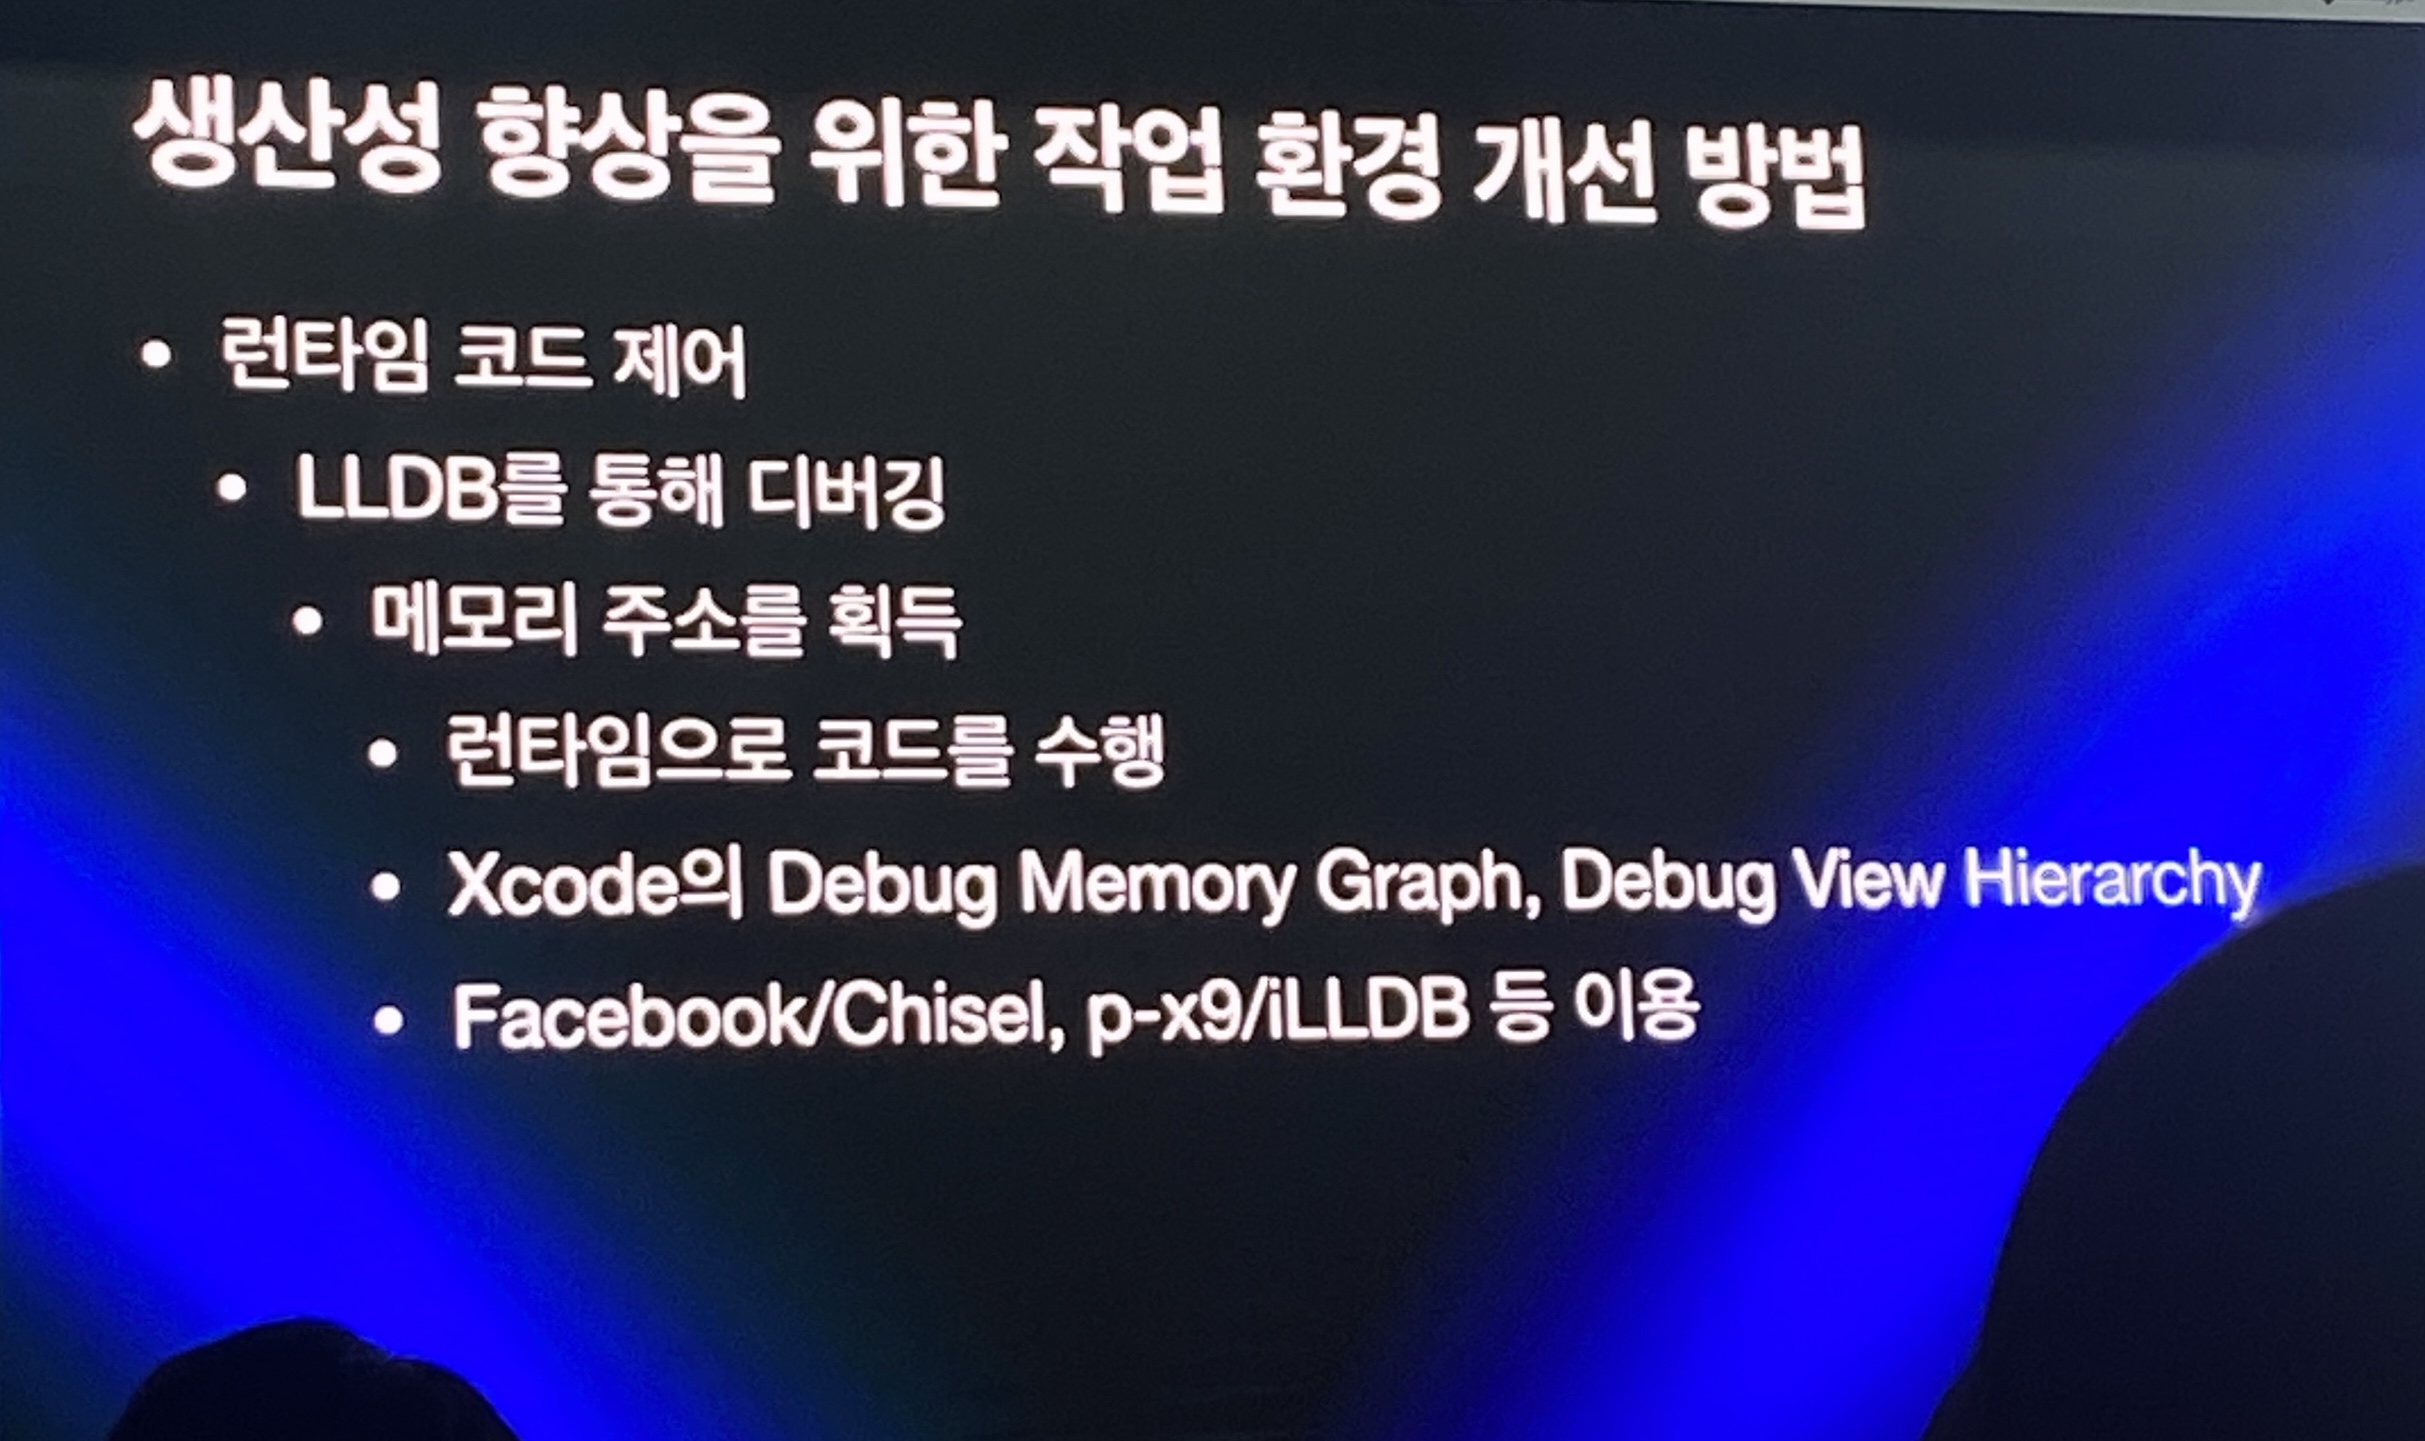 생산성 향상을 위한 작업 환경 개선 방법
• 런타임 코드 제어
• LLDB를 통해 디버깅
• 메모리 주소를 획득
• 런타임으로 코드를 수행
• Xcode의 Debug Memory Graph, Debug View Hierarchy
• Facebook/Chisel, p-x9/iLLDB 등 이용